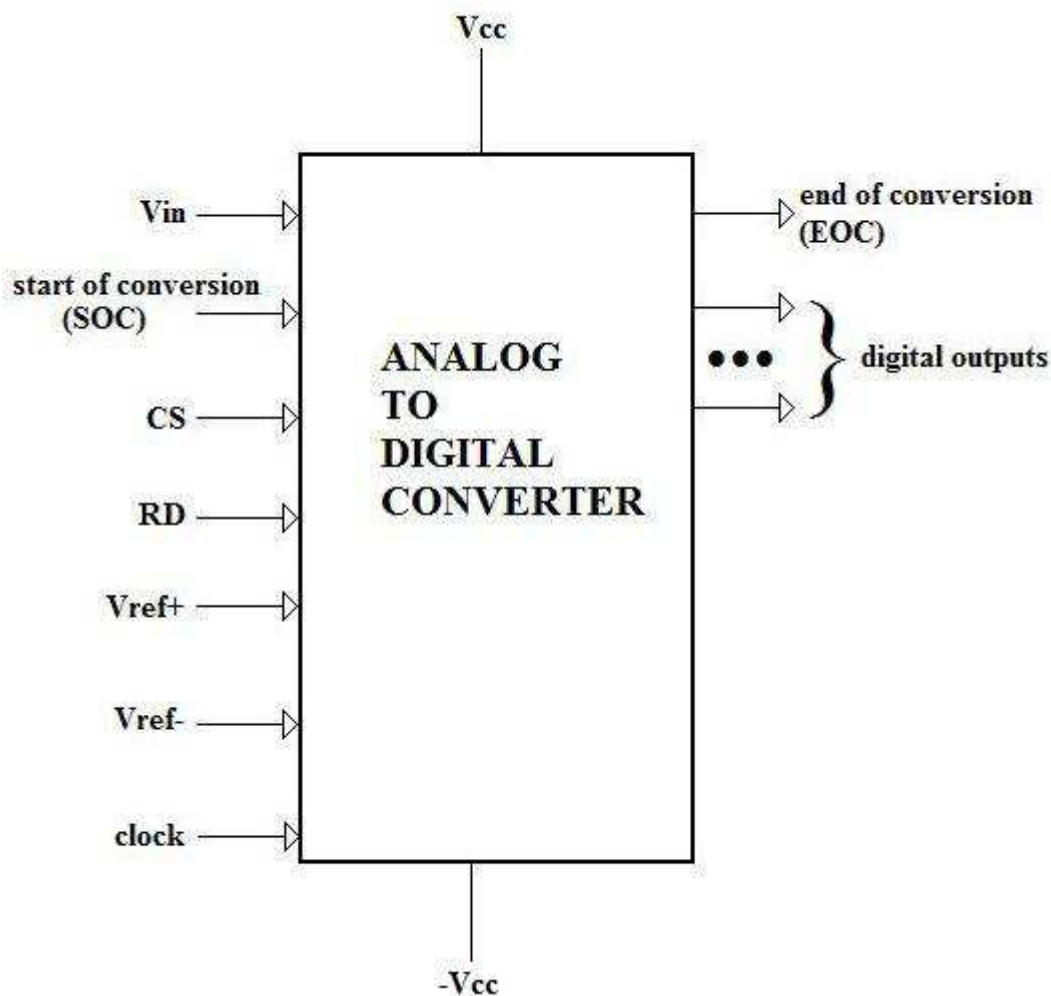 Vcc
Vin
start of conversion
(SOC)
CS
RD
Vref+
Vref-
clock
ANALOG
TO
DIGITAL
CONVERTER
end of conversion
(EOC)
digital outputs
-Vcc